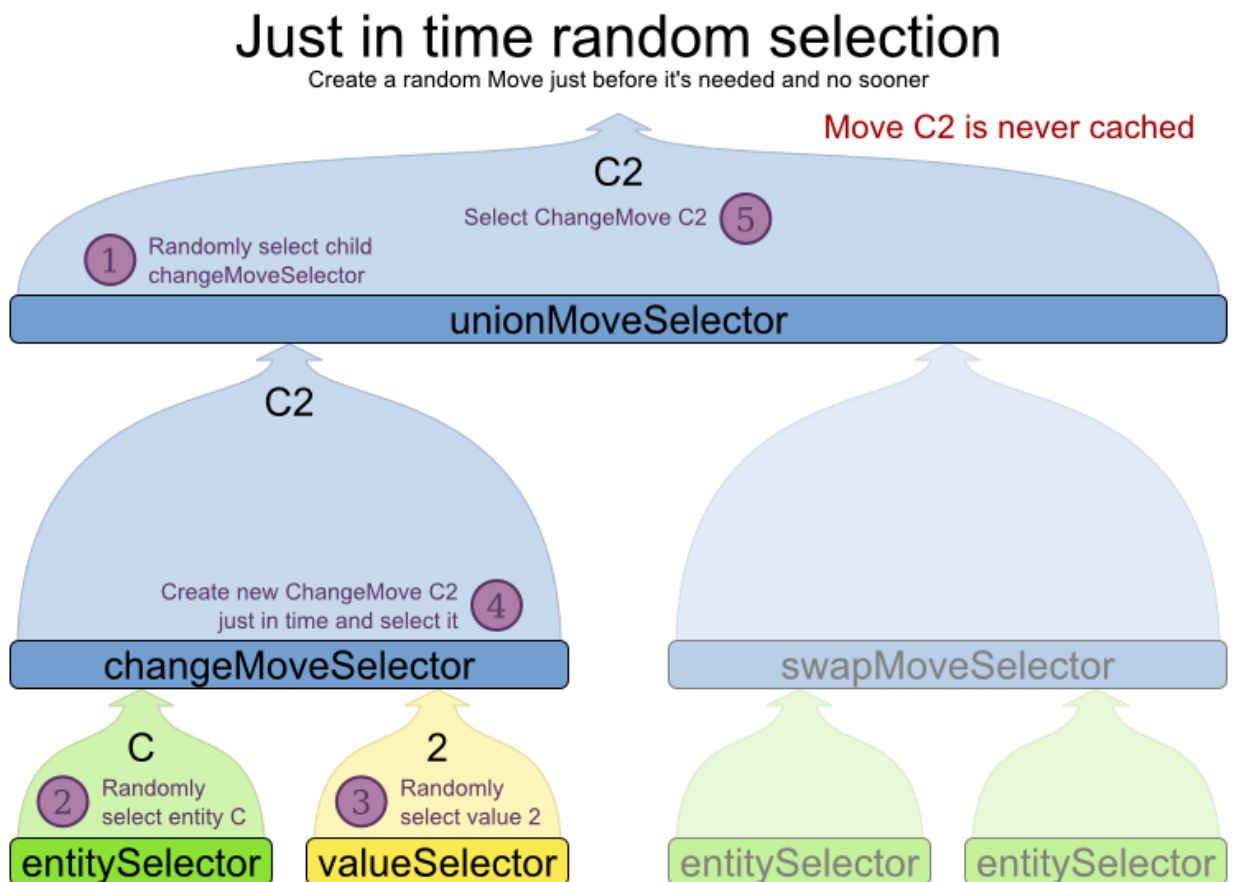 Just in time random selection
Create a random Move just before it's needed and no sooner
Move C2 is never cached
C2
Select ChangeMove C2 5
1 Randomly select child
changeMoveSelector
unionMoveSelector
C2
Create new ChangeMove C2
just in time and select it
4
changeMoveSelector
swapMoveSelector
C
2
2 Randomly
select entity C
3 Randomly
select value 2
entitySelector
valueSelector
entitySelector
entitySelector